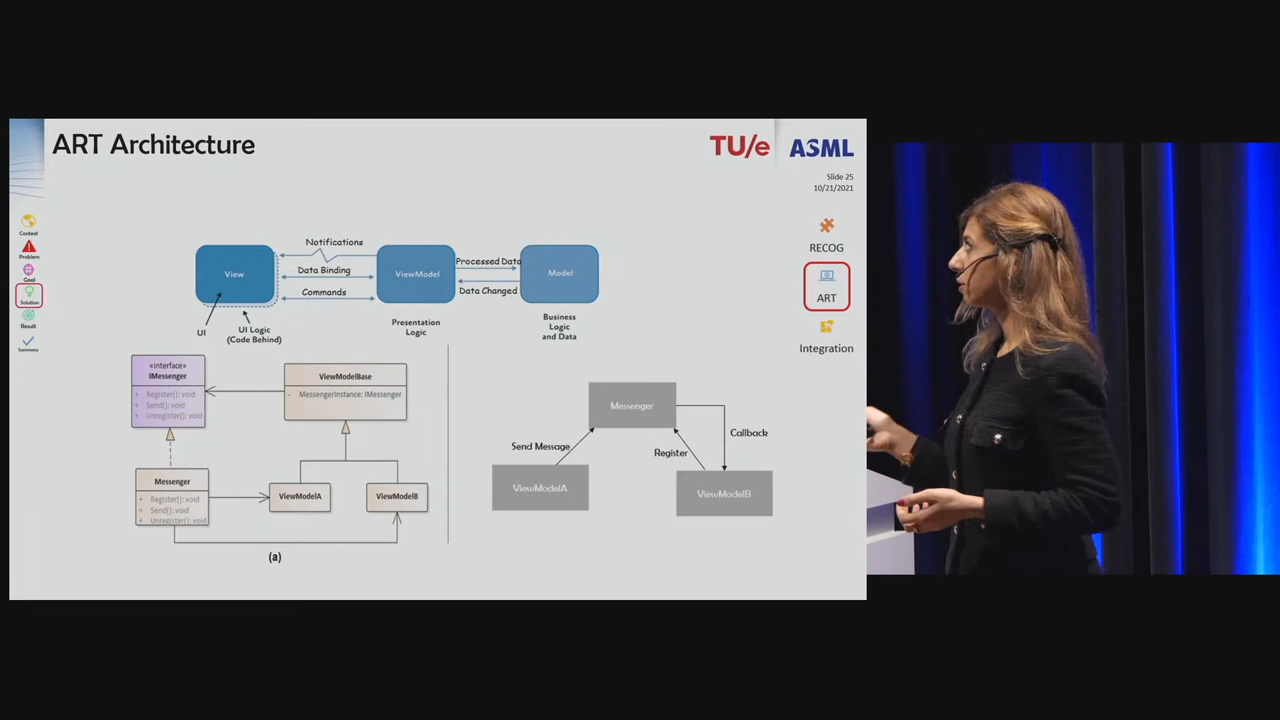 ART Architecture
TU/e
ASML
Slide 25
10/21/2021
Context
Problem
Goal
Solution
Result
Summary
RECOG
ART
Integration
View
Notifications
Data Binding
Commands
ViewModel
Processed Data
Data Changed
Model
UI
UI Logic
(Code Behind)
Presentation
Logic
Business
Logic
and Data
«Interface»
IMessenger
+ Register(): void
+ Send(): void
+ Unregister(): void
ViewModelBase
- MessengerInstance: IMessenger
Messenger
+ Register(): void
+ Send(): void
+ Unregister(): void
ViewModelA
ViewModelB
(a)
Messenger
Send Message
Register
Callback
ViewModelA
ViewModelB